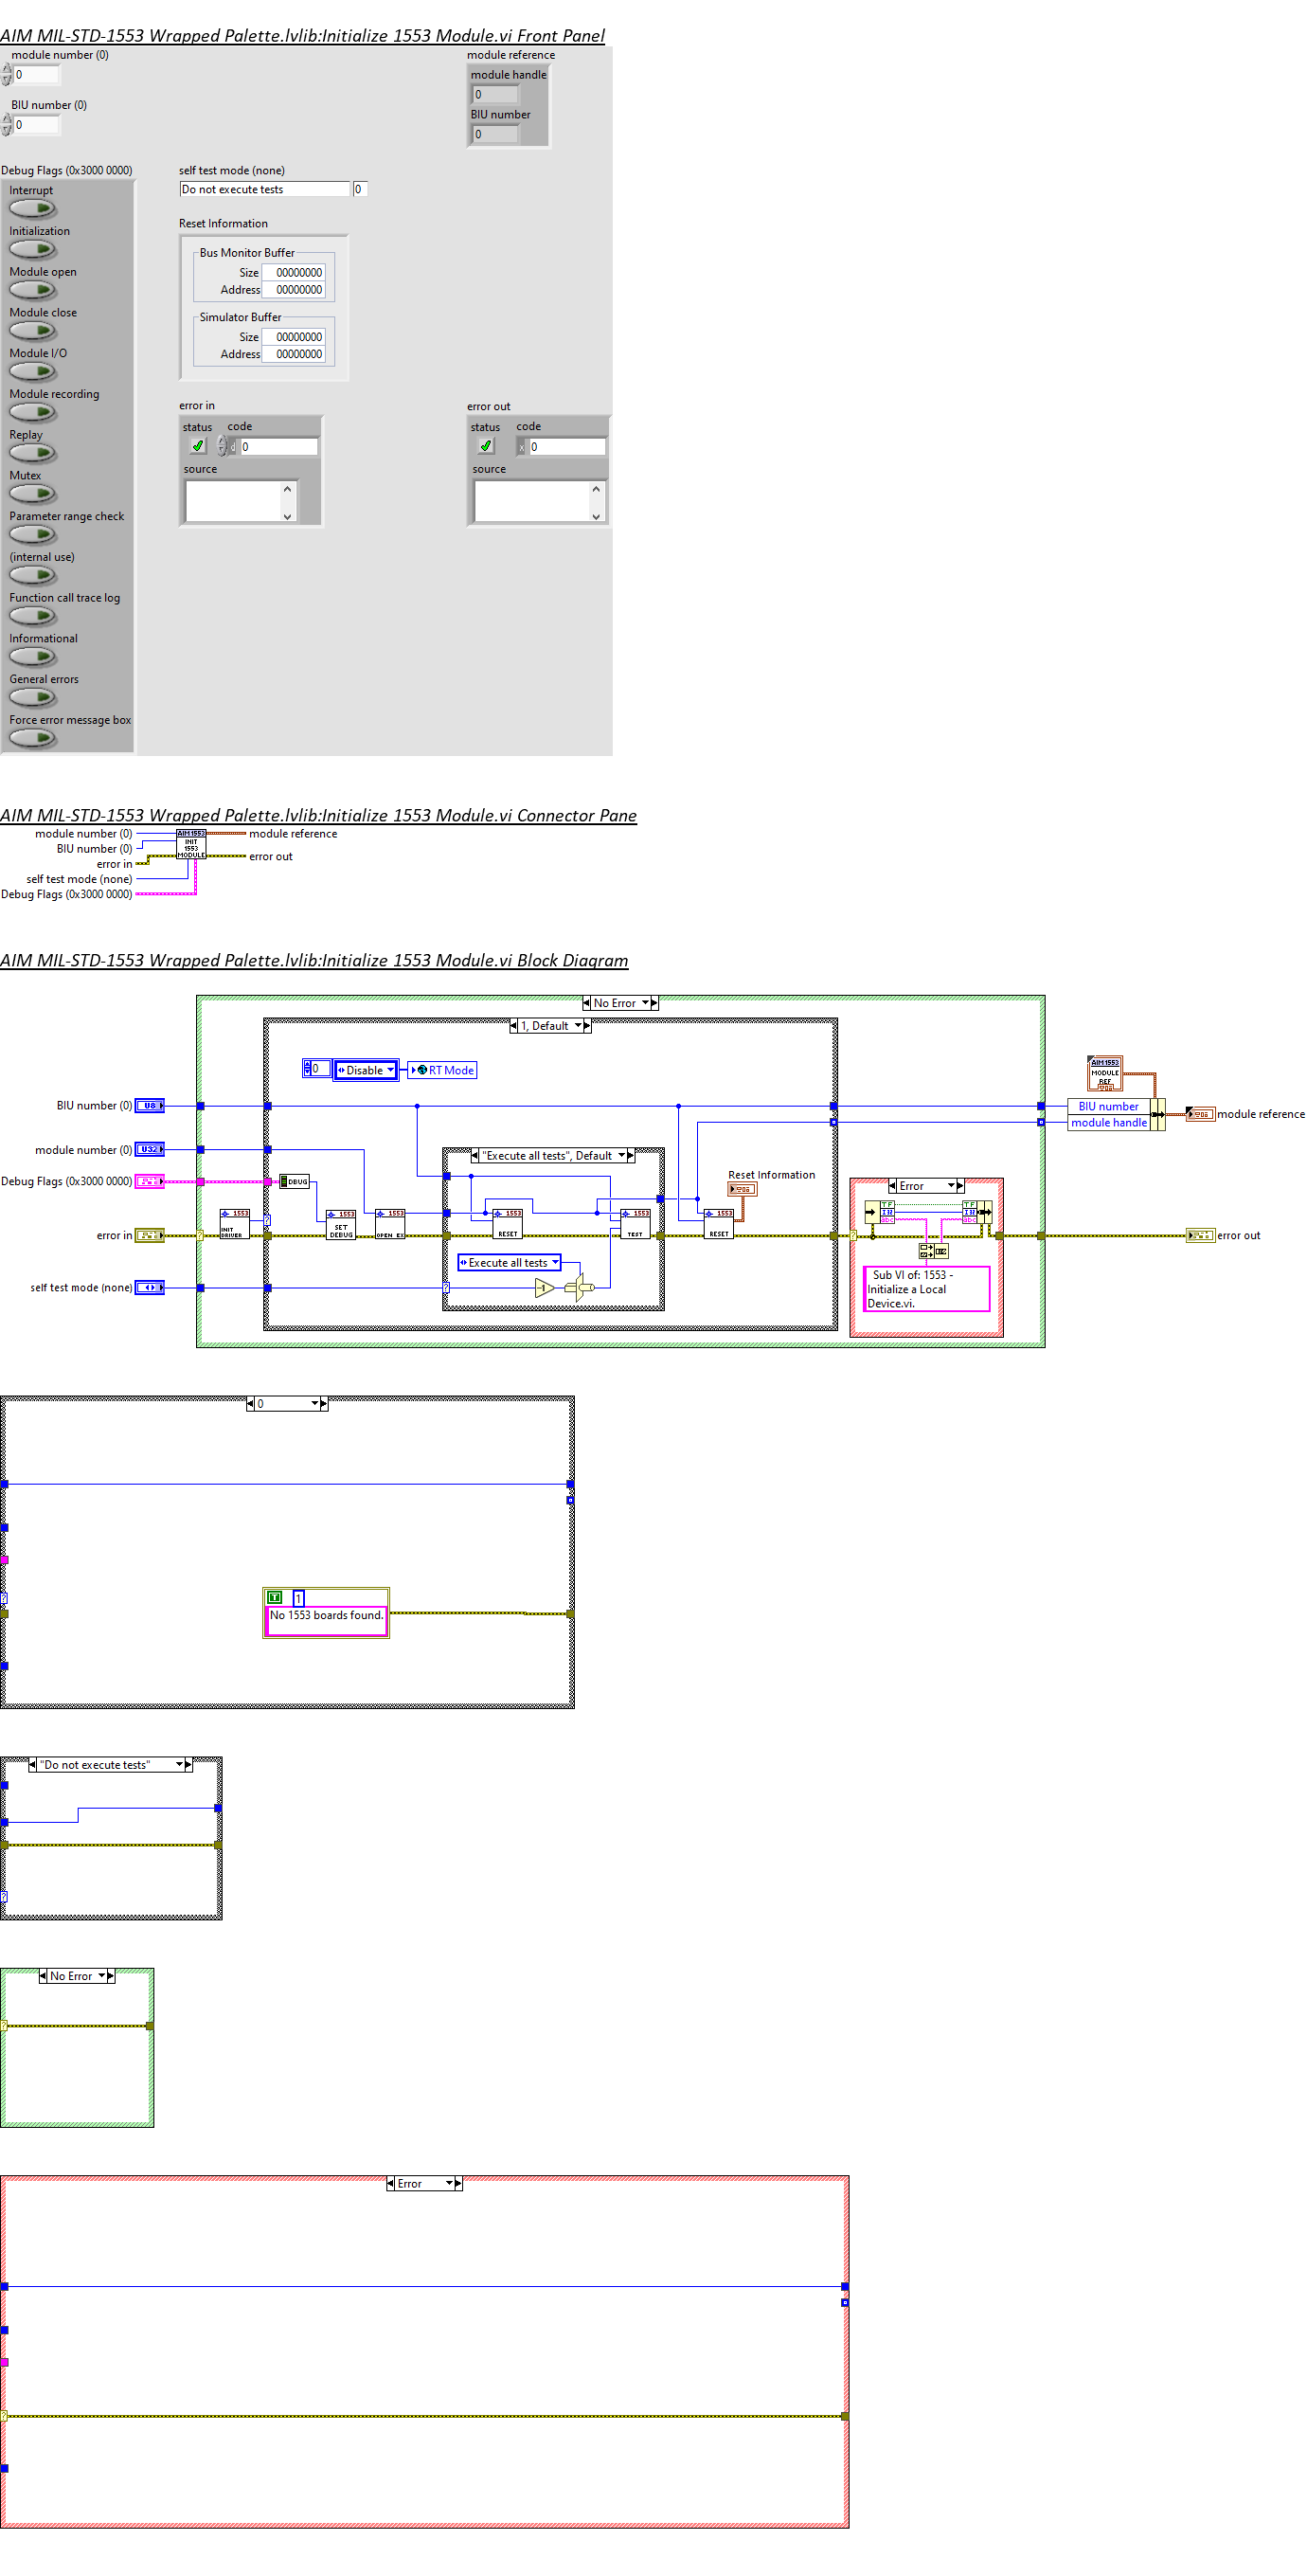 AIM MIL-STD-1553 Wrapped Palette.lvlib:Initialize 1553 Module.vi Front Panel
module number (0)
0
BIU number (0)
0
module reference
module handle
0
BIU number
0
Debug Flags (0x3000 0000)
Interrupt
Initialization
Module open
Module close
Module I/O
Module recording
Replay
Mutex
Parameter range check
(internal use)
Function call trace log
Informational
General errors
Force error message box
self test mode (none)
Do not execute tests 0
Reset Information
Bus Monitor Buffer
Size 00000000
Address 00000000
Simulator Buffer
Size 00000000
Address 00000000
error in
status code
d 0
source
error out
status code
x 0
source
AIM MIL-STD-1553 Wrapped Palette.lvlib:Initialize 1553 Module.vi Connector Pane
module number (0)
BIU number (0)
error in
self test mode (none)
Debug Flags (0x3000 0000)
AIM1553
INIT
1553
MODULE
module reference
error out
AIM MIL-STD-1553 Wrapped Palette.lvlib:Initialize 1553 Module.vi Block Diagram
No Error
1, Default
0 Disable RT Mode
BIU number (0) U8
module number (0) U32
Debug Flags (0x3000 0000)
error in
self test mode (none)
DBUG
1553
INIT
DRIVER
1553
SET
DEBUG
1553
OPEN EX
"Execute all tests", Default
1553
RESET
1553
TEST
Execute all tests
-1
1553
RESET
Reset Information
Error
TF
TF
abc
abc
Sub VI of: 1553 -
Initialize a Local
Device.vi.
AIM1553
MODULE
REF
BIU number
module handle
module reference
error out
0
T 1
No 1553 boards found.
"Do not execute tests"
No Error
Error